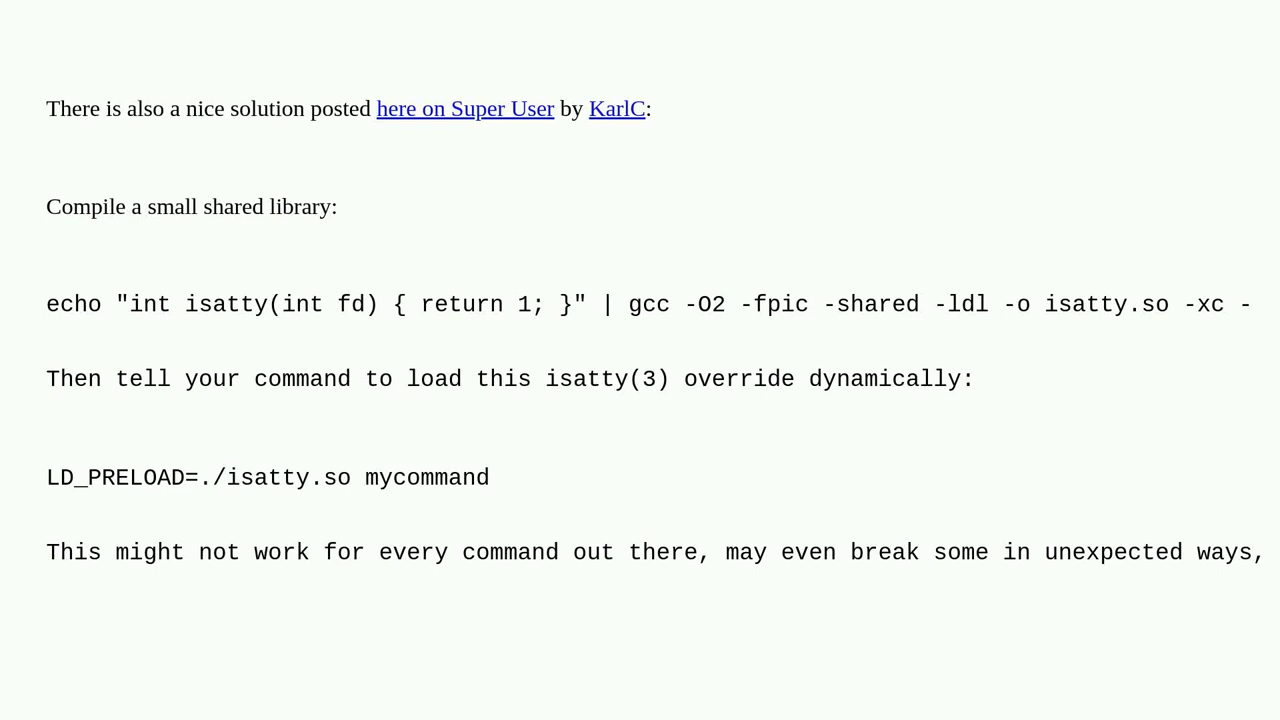 There is also a nice solution posted here on Super User by KarlC:
Compile a small shared library:
echo "int isatty(int fd) { return 1; }" | gcc -O2 -fpic -shared -ldl -o isatty.so -xc -
Then tell your command to load this isatty(3) override dynamically:
LD_PRELOAD=./isatty.so mycommand
This might not work for every command out there, may even break some in unexpected ways,